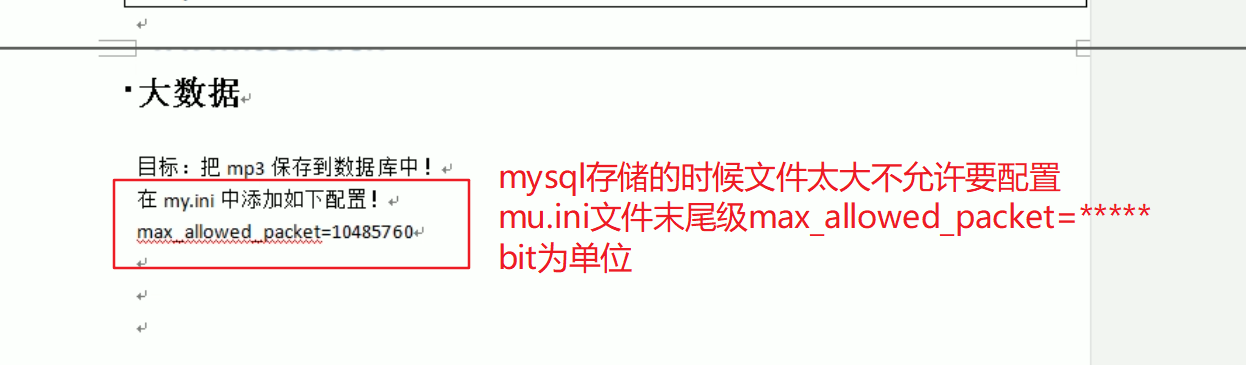 大数据
目标：把 mp3 保存到数据库中！
在 my.ini 中添加如下配置！
max_allowed_packet=10485760
mysql存储的时候文件太大不允许要配置
mu.ini文件末尾级max_allowed_packet=*****
bit为单位